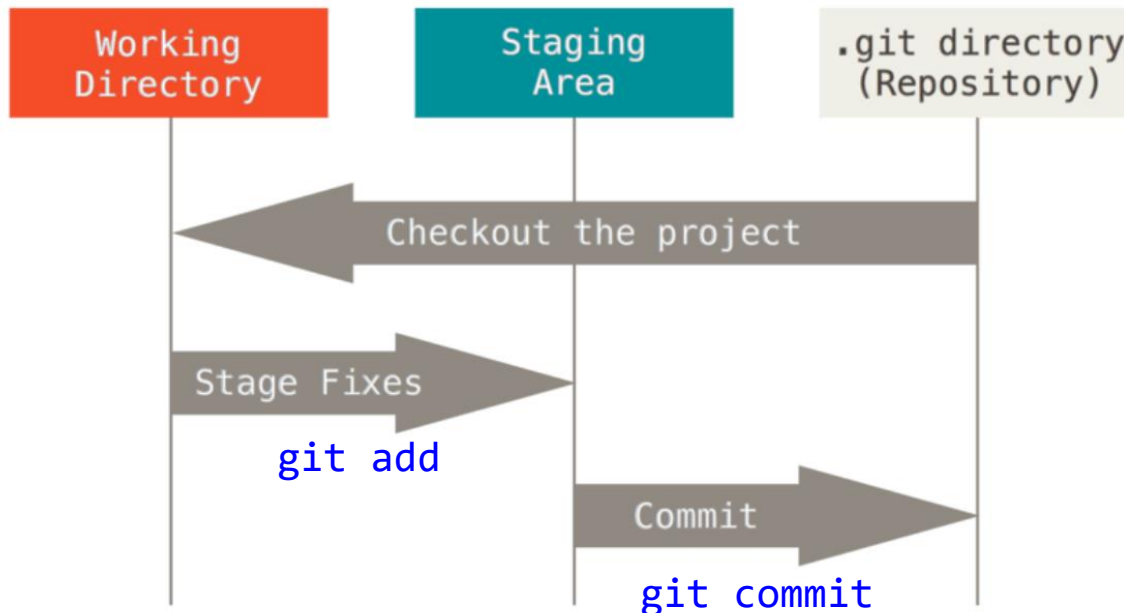 Working
Directory
Staging
Area
.git directory
(Repository)
Checkout the project
Stage Fixes
git add
Commit
git commit